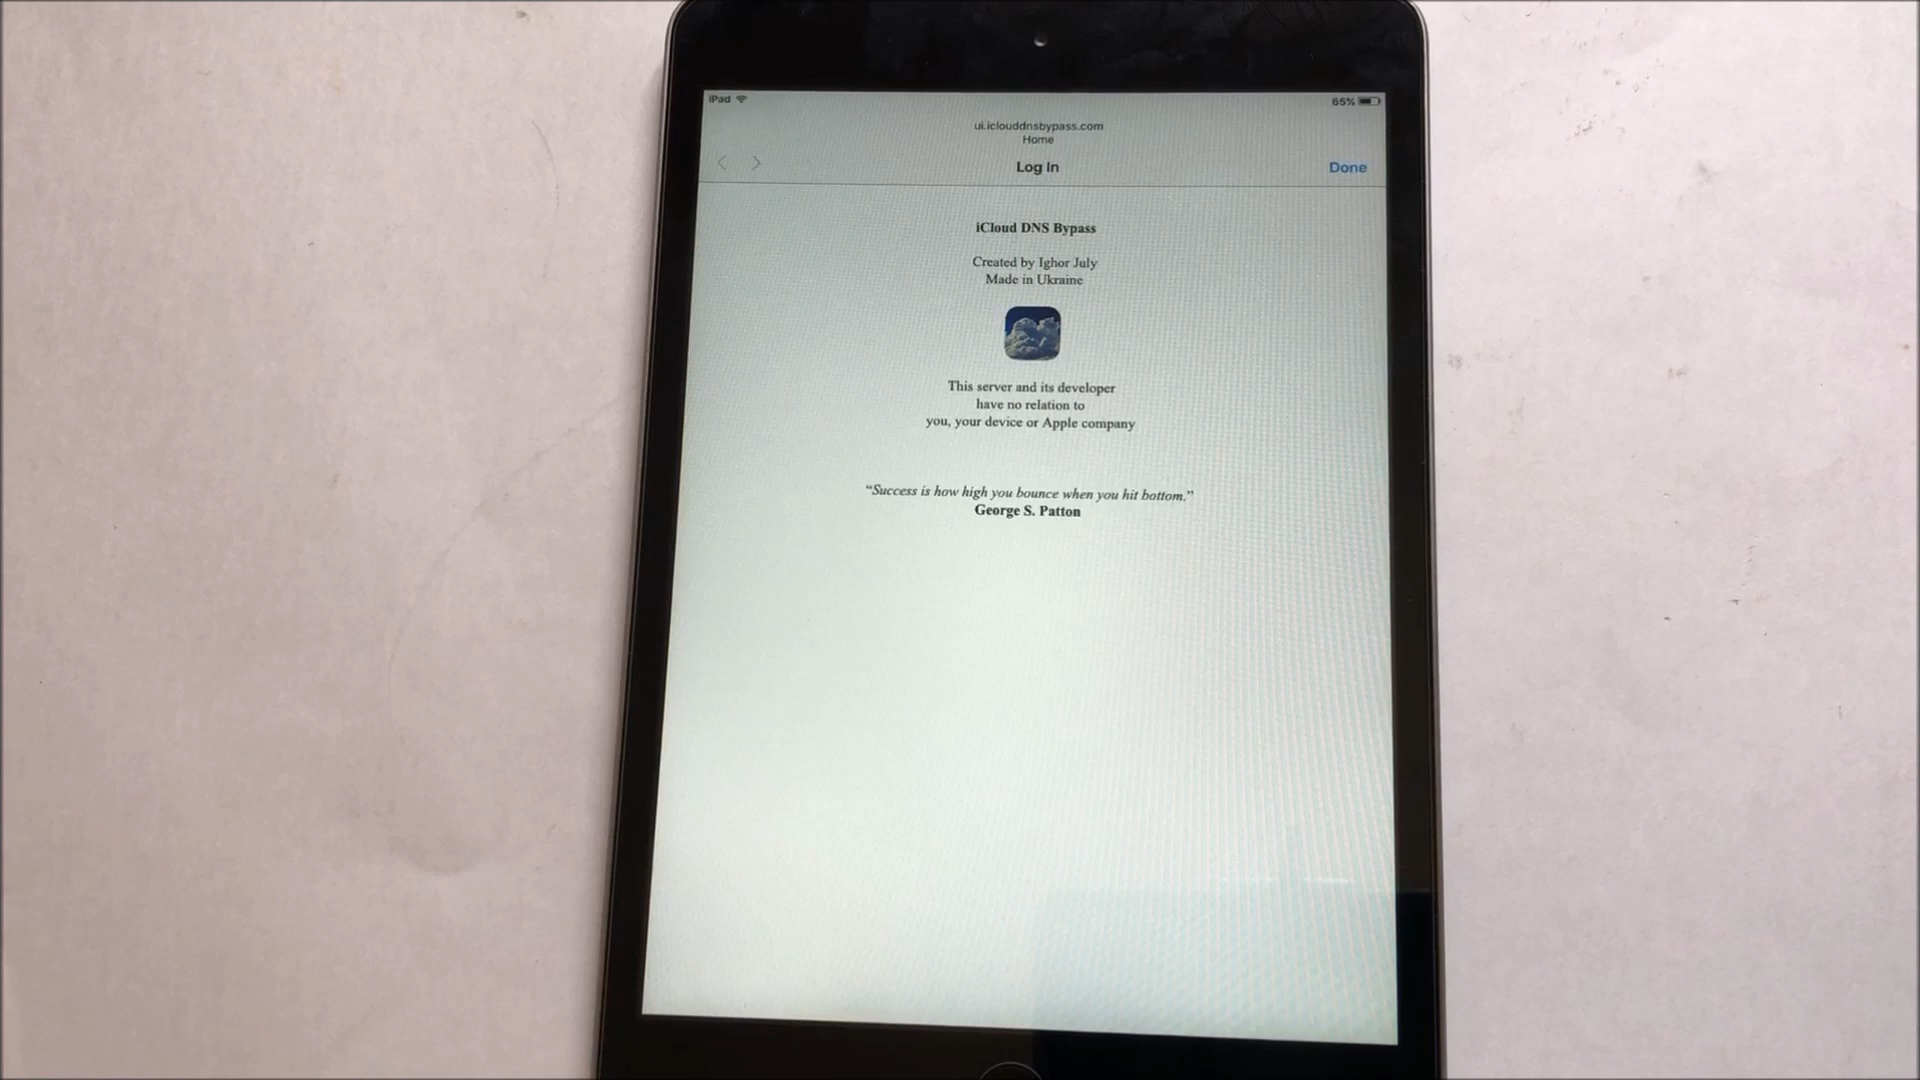 iPad 65%
ui.iclouddnsbypass.com
Home
Log In Done
iCloud DNS Bypass
Created by Ighor July
Made in Ukraine
This server and its developer
have no relation to
you, your device or Apple company
“Success is how high you bounce when you hit bottom.”
George S. Patton